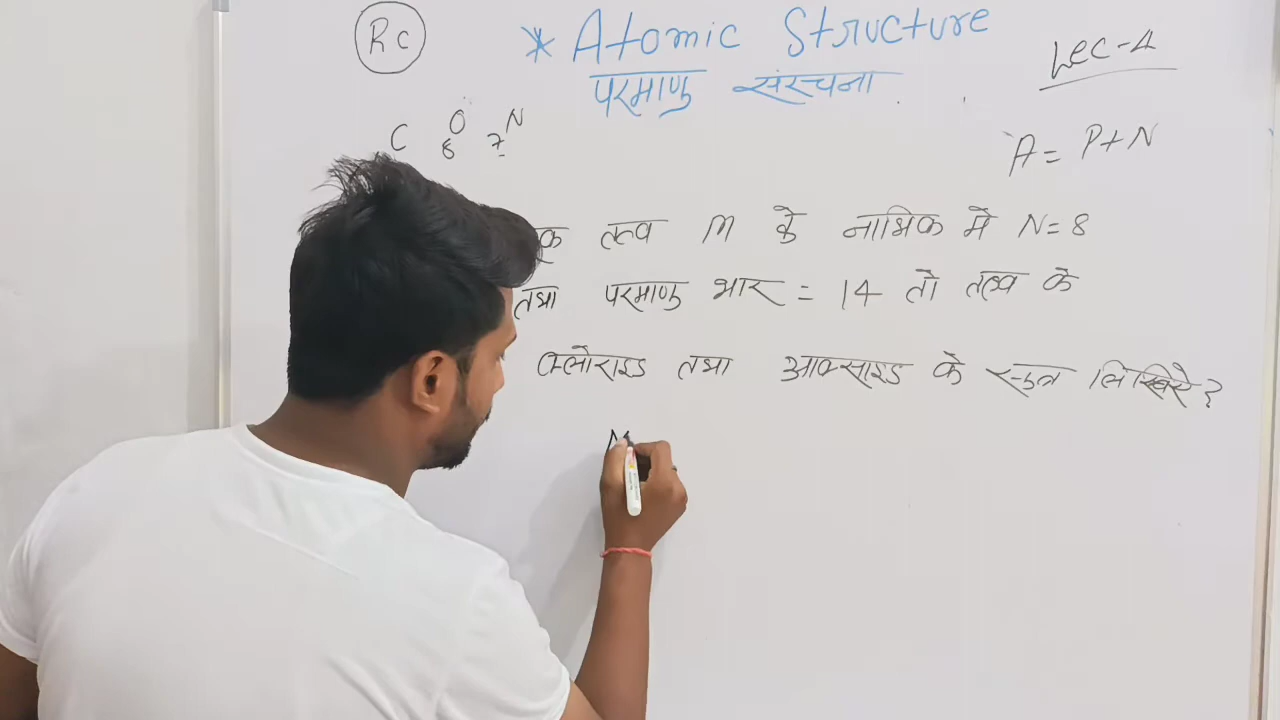 Rc
* Atomic Structure
परमाणु संरचना
Lec-4
C 8O 7N
A = P+N
एक तत्व M के नाभिक मे N=8
तथा परमाणु भार = 14 तो तत्व के
क्लोराइड तथा आक्साइड के सूत्र लिखिये?